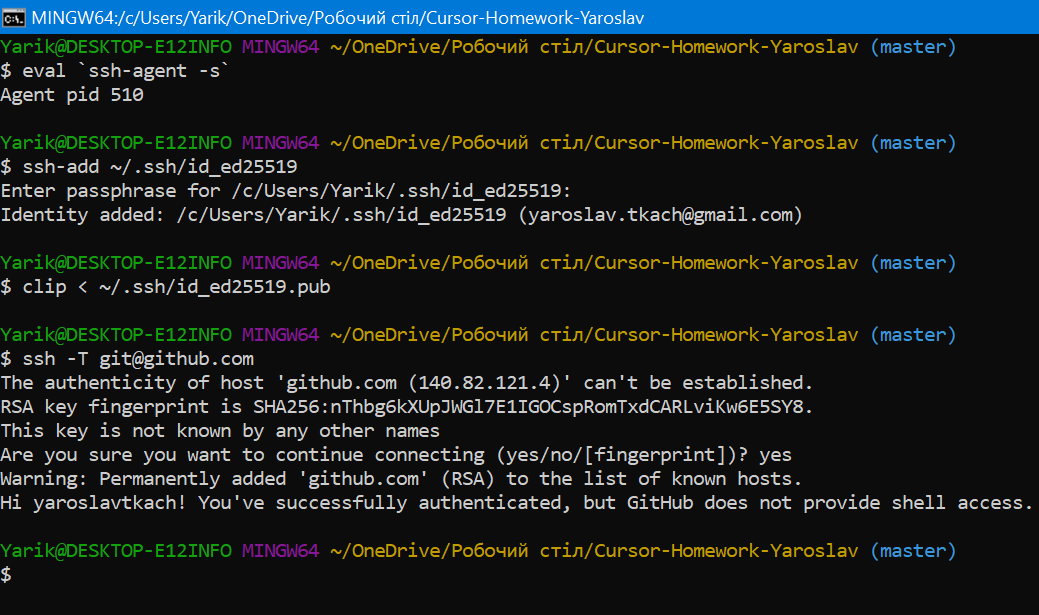 MINGW64:/c/Users/Yarik/OneDrive/Робочий стіл/Cursor-Homework-Yaroslav
Yarik@DESKTOP-E12INFO MINGW64 ~/OneDrive/Робочий стіл/Cursor-Homework-Yaroslav (master)
$ eval `ssh-agent -s`
Agent pid 510
Yarik@DESKTOP-E12INFO MINGW64 ~/OneDrive/Робочий стіл/Cursor-Homework-Yaroslav (master)
$ ssh-add ~/.ssh/id_ed25519
Enter passphrase for /c/Users/Yarik/.ssh/id_ed25519:
Identity added: /c/Users/Yarik/.ssh/id_ed25519 (yaroslav.tkach@gmail.com)
Yarik@DESKTOP-E12INFO MINGW64 ~/OneDrive/Робочий стіл/Cursor-Homework-Yaroslav (master)
$ clip < ~/.ssh/id_ed25519.pub
Yarik@DESKTOP-E12INFO MINGW64 ~/OneDrive/Робочий стіл/Cursor-Homework-Yaroslav (master)
$ ssh -T git@github.com
The authenticity of host 'github.com (140.82.121.4)' can't be established.
RSA key fingerprint is SHA256:nThbg6kXUpJWGl7E1IGOCspRomTxdCARLviKw6E5SY8.
This key is not known by any other names
Are you sure you want to continue connecting (yes/no/[fingerprint])? yes
Warning: Permanently added 'github.com' (RSA) to the list of known hosts.
Hi yaroslavtkach! You've successfully authenticated, but GitHub does not provide shell access.
Yarik@DESKTOP-E12INFO MINGW64 ~/OneDrive/Робочий стіл/Cursor-Homework-Yaroslav (master)
$